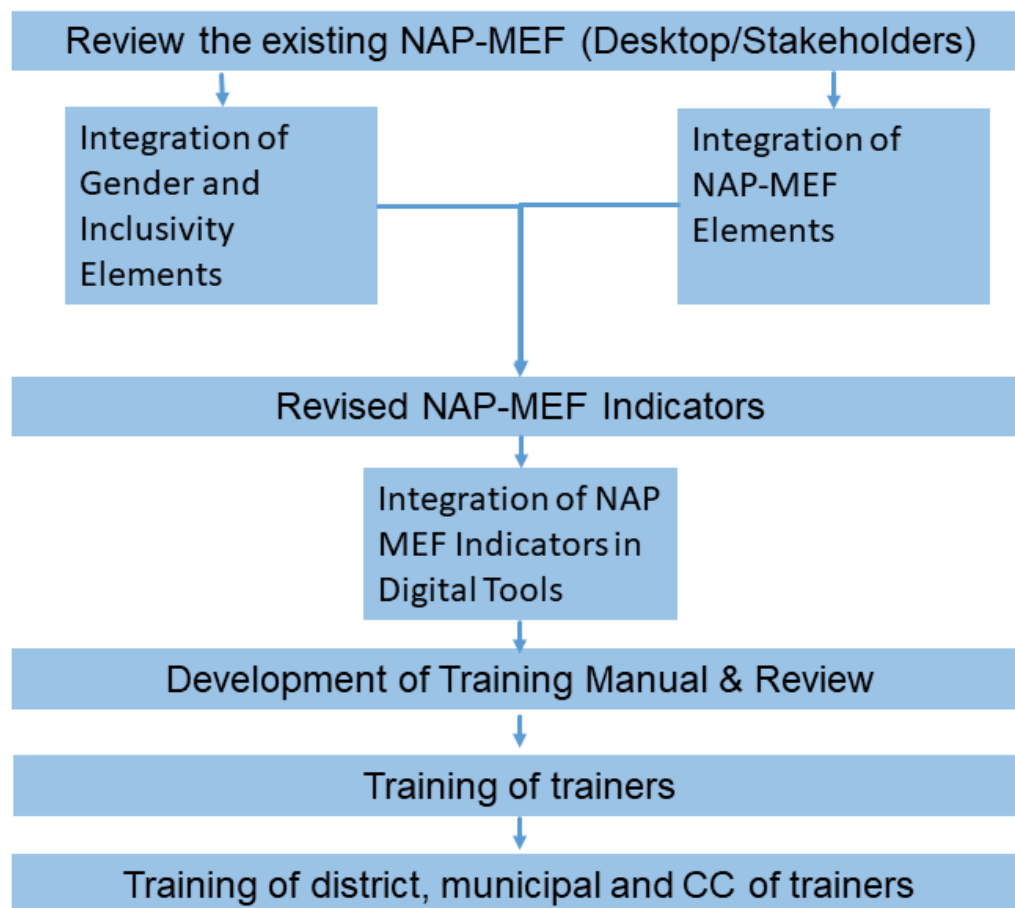 Review the existing NAP-MEF (Desktop/Stakeholders)
Integration of
Gender and
Inclusivity
Elements
Integration of
NAP-MEF
Elements
Revised NAP-MEF Indicators
Integration of NAP
MEF Indicators in
Digital Tools
Development of Training Manual & Review
Training of trainers
Training of district, municipal and CC of trainers